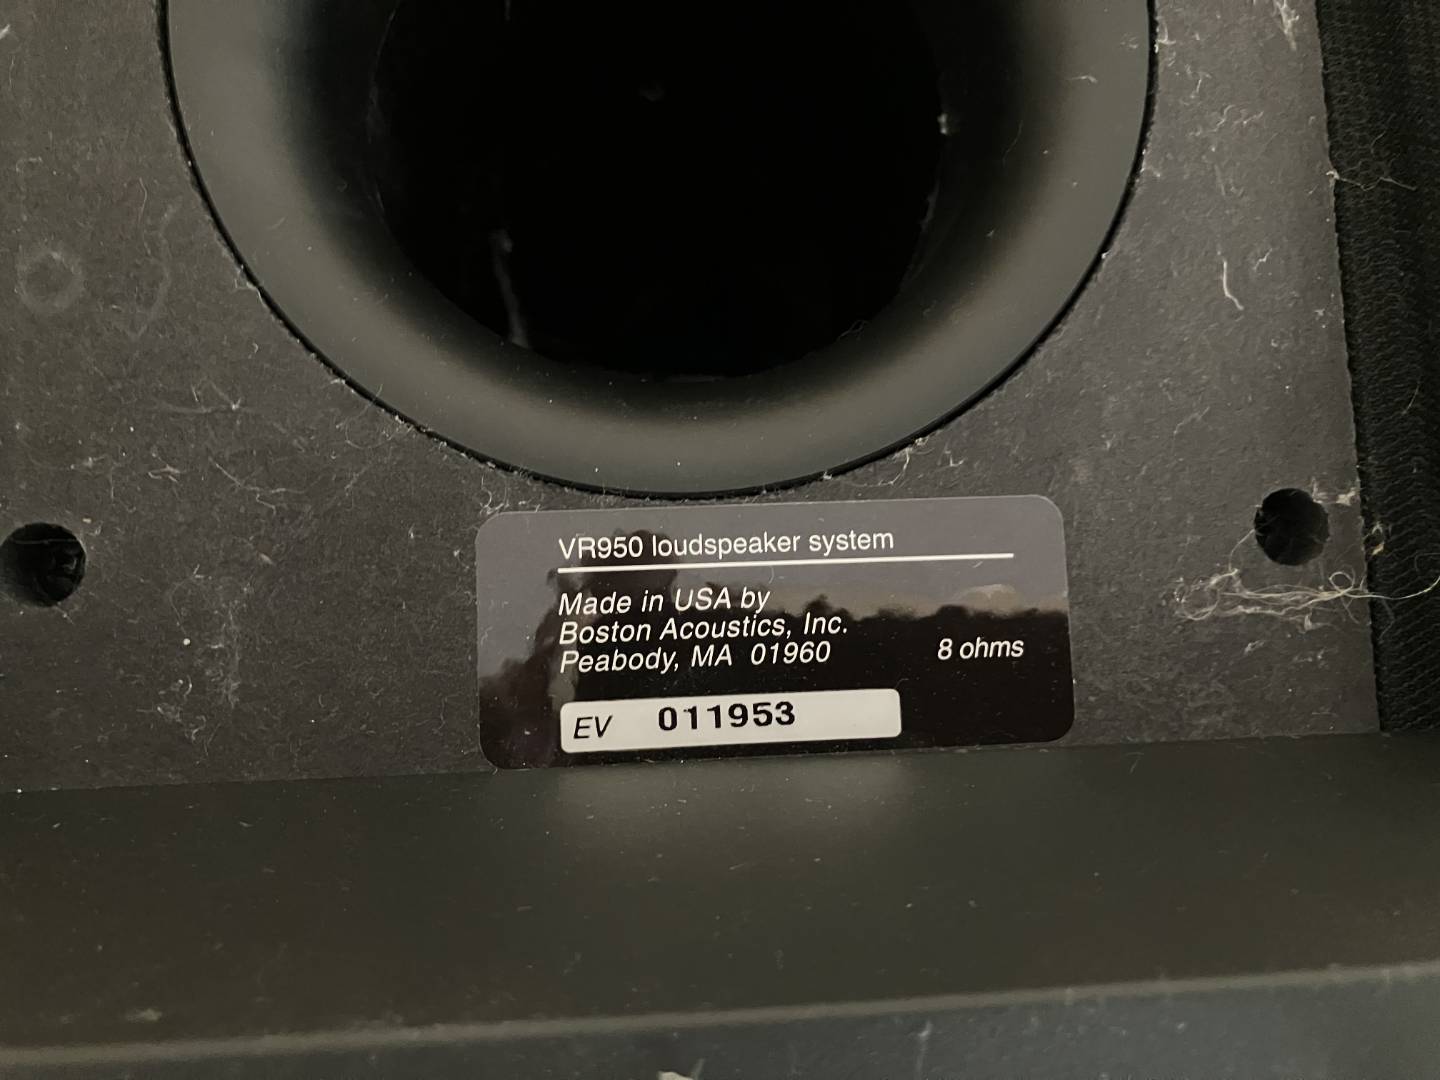 VR950 loudspeaker system
Made in USA by
Boston Acoustics, Inc.
Peabody, MA 01960
8 ohms
EV 011953